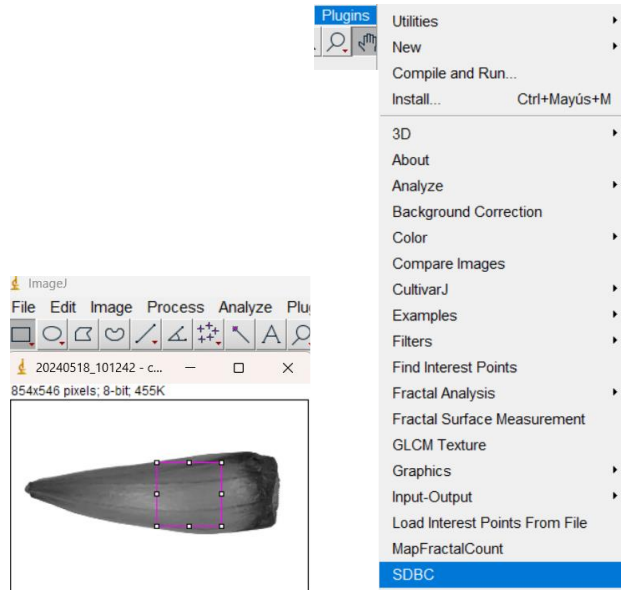 Plugins
Utilities
New
Compile and Run...
Install... Ctrl+Mayús+M
3D
About
Analyze
Background Correction
Color
Compare Images
CultivarJ
Examples
Filters
Find Interest Points
Fractal Analysis
Fractal Surface Measurement
GLCM Texture
Graphics
Input-Output
Load Interest Points From File
MapFractalCount
SDBC
ImageJ
File Edit Image Process Analyze Plu
A
20240518_101242 - c...
854x546 pixels; 8-bit; 455K